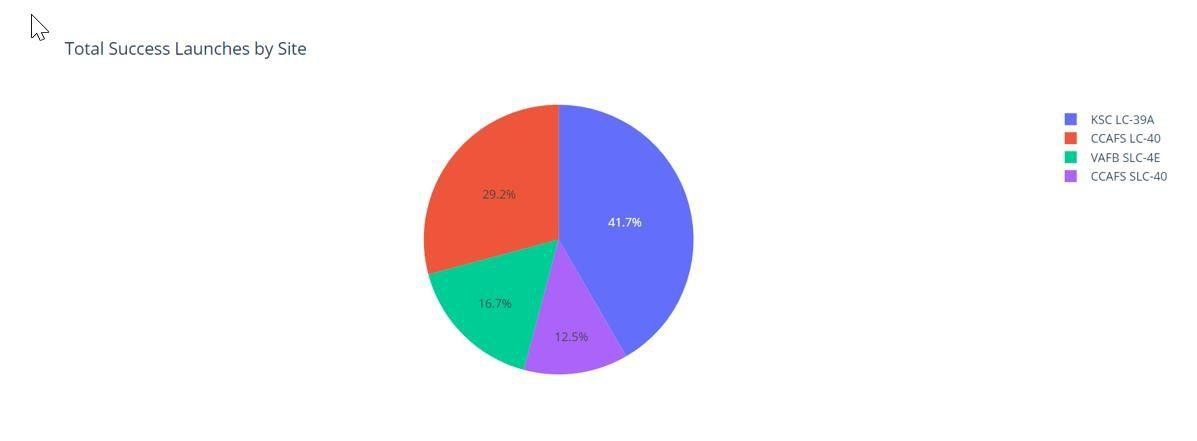 Total Success Launches by Site
KSC LC-39A
CCAFS LC-40
VAFB SLC-4E
CCAFS SLC-40
29.2%
41.7%
16.7%
12.5%